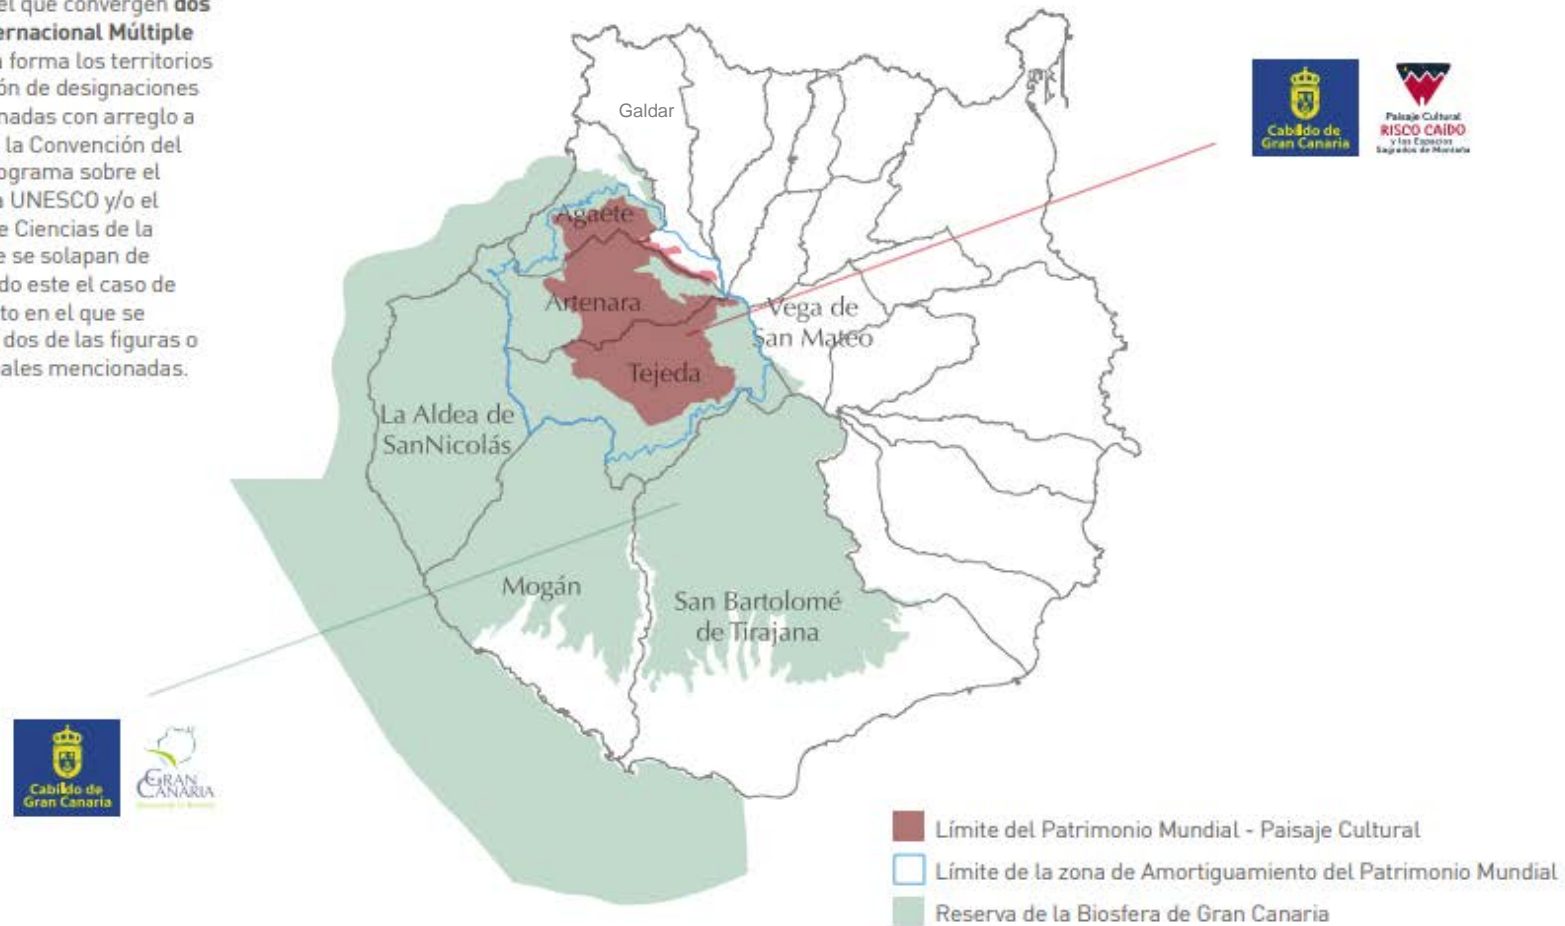 el que convergen dos
ernacional Múltiple
a forma los territorios
ón de designaciones
nadas con arreglo a
la Convención del
ograma sobre el
a UNESCO y/o el
e Ciencias de la
e se solapan de
do este el caso de
to en el que se
dos de las figuras o
ales mencionadas.
Galdar
Cabildo de
Gran Canaria
Paisaje Cultural
RISCO CAÍDO
y los Espacios
Sagrados de Montaña
Agaete
Artenara
Vega de
San Mateo
Tejeda
La Aldea de
SanNicolás
Mogán
San Bartolomé
de Tirajana
Cabildo de
Gran Canaria
GRAN
CANARIA
Límite del Patrimonio Mundial - Paisaje Cultural
Límite de la zona de Amortiguamiento del Patrimonio Mundial
Reserva de la Biosfera de Gran Canaria